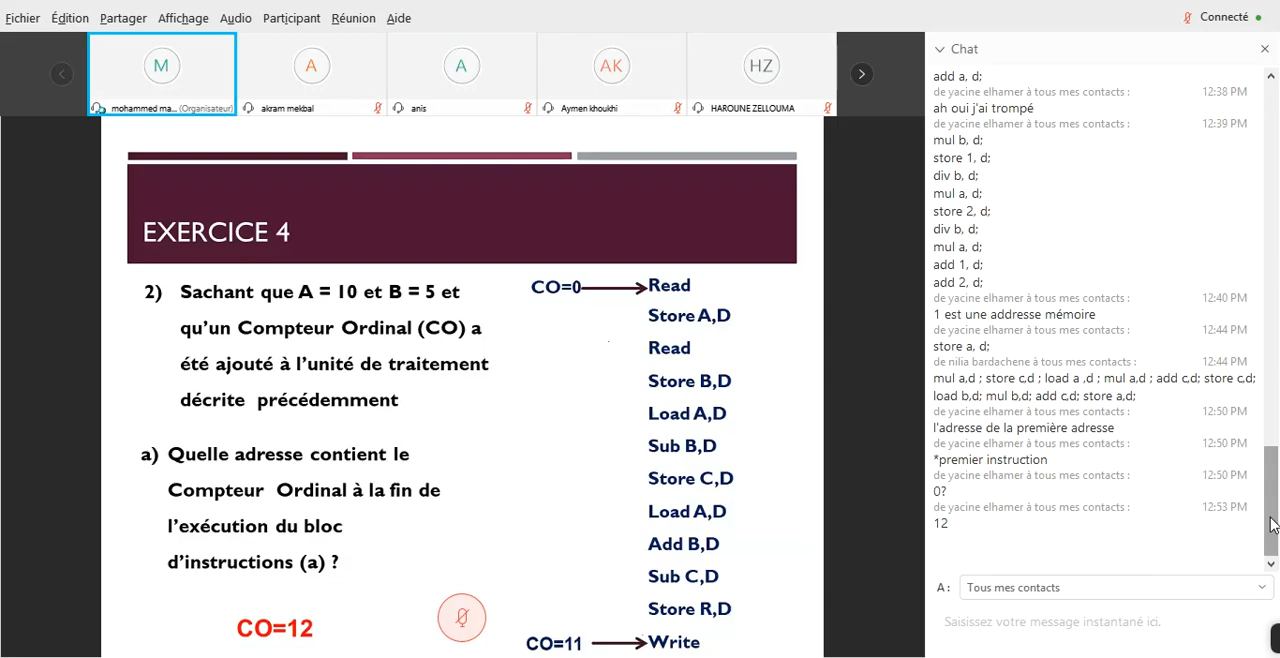 Fichier Édition Partager Affichage Audio Participant Réunion Aide
Connecté
M
A
A
AK
HZ
mohammed ma... (Organisateur)
akram mekbal
anis
Aymen khoukhi
HAROUNE ZELLOUMA
EXERCICE 4
2) Sachant que A = 10 et B = 5 et
qu’un Compteur Ordinal (CO) a
été ajouté à l’unité de traitement
décrite précédemment
a) Quelle adresse contient le
Compteur Ordinal à la fin de
l’exécution du bloc
d’instructions (a) ?
CO=12
CO=0 Read
Store A,D
Read
Store B,D
Load A,D
Sub B,D
Store C,D
Load A,D
Add B,D
Sub C,D
Store R,D
CO=11 Write
Chat
add a, d;
de yacine elhamer à tous mes contacts : 12:38 PM
ah oui j'ai trompé
de yacine elhamer à tous mes contacts : 12:39 PM
mul b, d;
store 1, d;
div b, d;
mul a, d;
store 2, d;
div b, d;
mul a, d;
add 1, d;
add 2, d;
de yacine elhamer à tous mes contacts : 12:40 PM
1 est une addresse mémoire
de yacine elhamer à tous mes contacts : 12:44 PM
store a, d;
de nilia bardachene à tous mes contacts : 12:44 PM
mul a,d ; store c,d ; load a ,d ; mul a,d ; add c,d; store c,d;
load b,d; mul b,d; add c,d; store a,d;
de yacine elhamer à tous mes contacts : 12:50 PM
l'adresse de la première adresse
de yacine elhamer à tous mes contacts : 12:50 PM
*premier instruction
de yacine elhamer à tous mes contacts : 12:50 PM
0?
de yacine elhamer à tous mes contacts : 12:53 PM
12
A : Tous mes contacts
Saisissez votre message instantané ici.